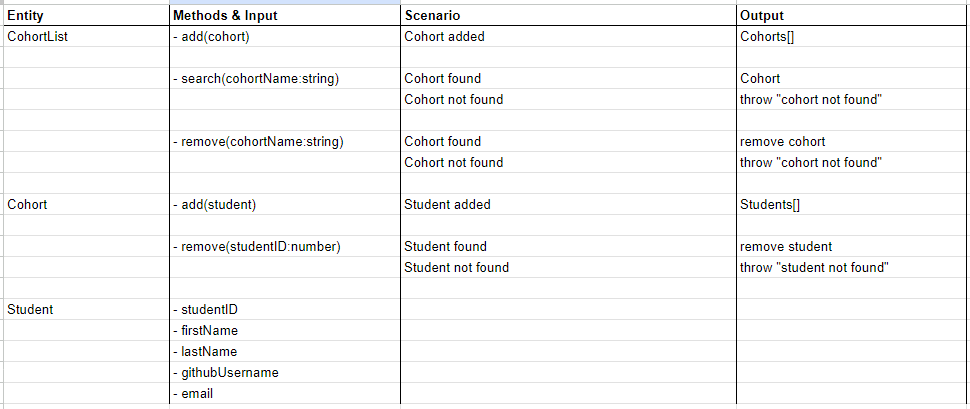 Entity Methods & Input Scenario Output
CohortList - add(cohort) Cohort added Cohorts[]
- search(cohortName:string) Cohort found Cohort
Cohort not found throw "cohort not found"
- remove(cohortName:string) Cohort found remove cohort
Cohort not found throw "cohort not found"
Cohort - add(student) Student added Students[]
- remove(studentID:number) Student found remove student
Student not found throw "student not found"
Student - studentID
- firstName
- lastName
- githubUsername
- email